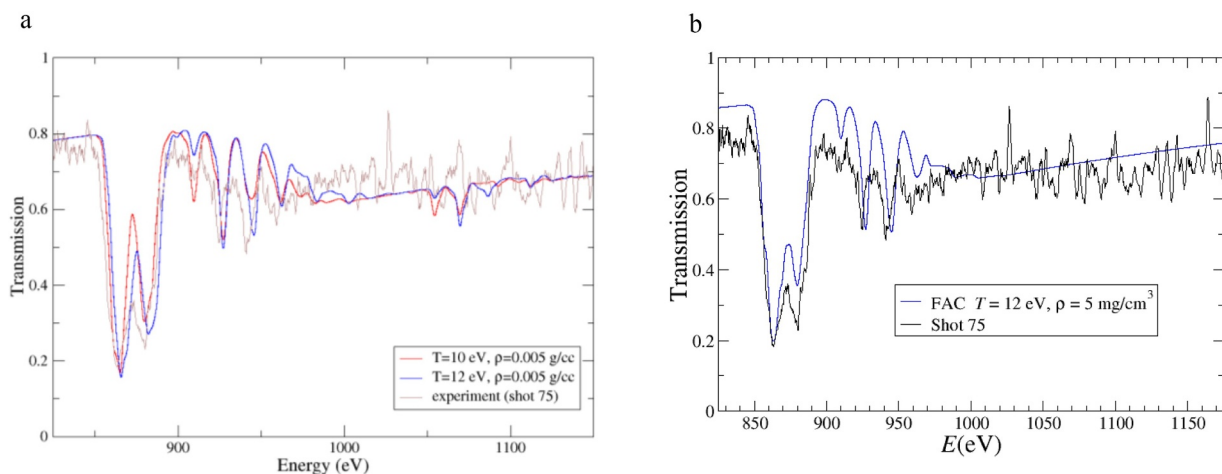 a
1
0.8
0.6
0.4
0.2
0
Transmission
900
1000
1100
Energy (eV)
T=10 eV, ρ=0.005 g/cc
T=12 eV, ρ=0.005 g/cc
experiment (shot 75)
b
1
0.8
0.6
0.4
0.2
0
Transmission
850
900
950
1000
1050
1100
1150
E(eV)
FAC T = 12 eV, ρ = 5 mg/cm³
Shot 75